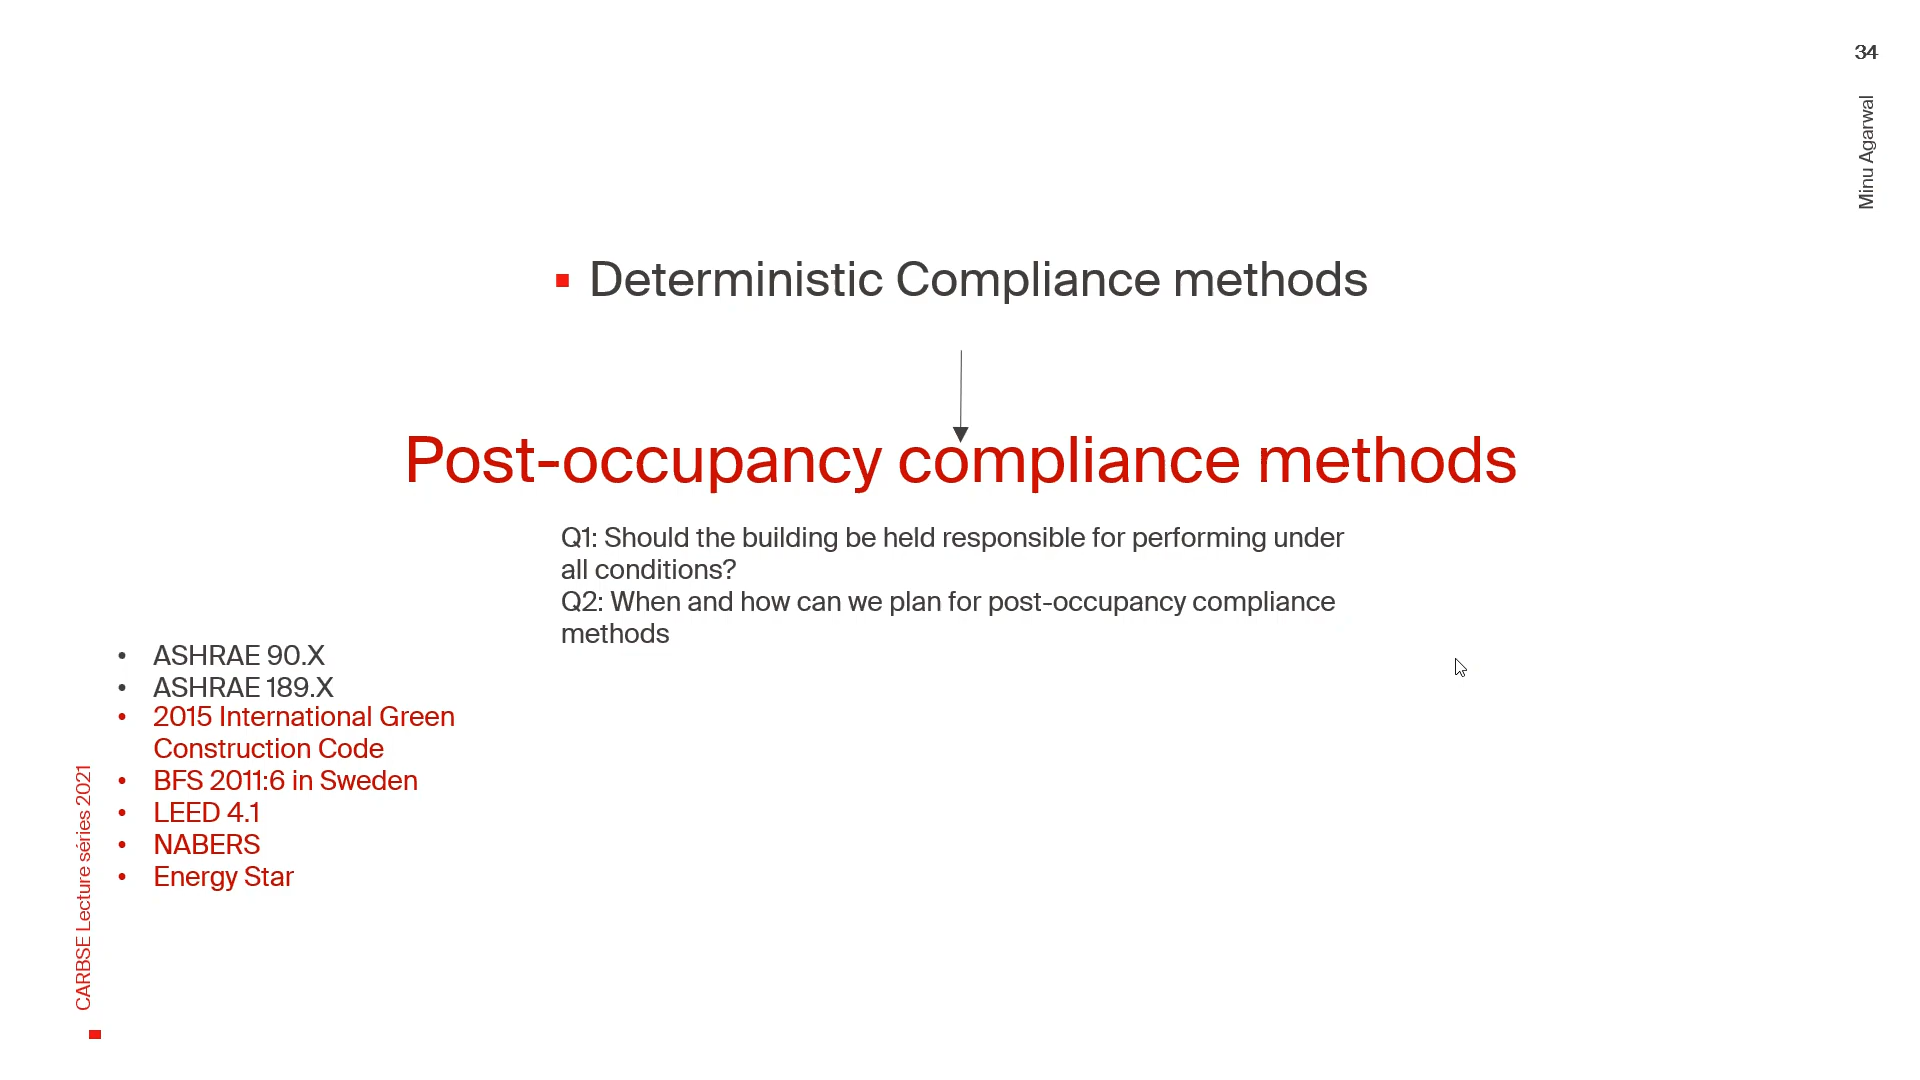 34
Minu Agarwal
Deterministic Compliance methods
Post-occupancy compliance methods
Q1: Should the building be held responsible for performing under
all conditions?
Q2: When and how can we plan for post-occupancy compliance
methods
• ASHRAE 90.X
• ASHRAE 189.X
• 2015 International Green
Construction Code
• BFS 2011:6 in Sweden
• LEED 4.1
• NABERS
• Energy Star
CARBSE Lecture séries 2021